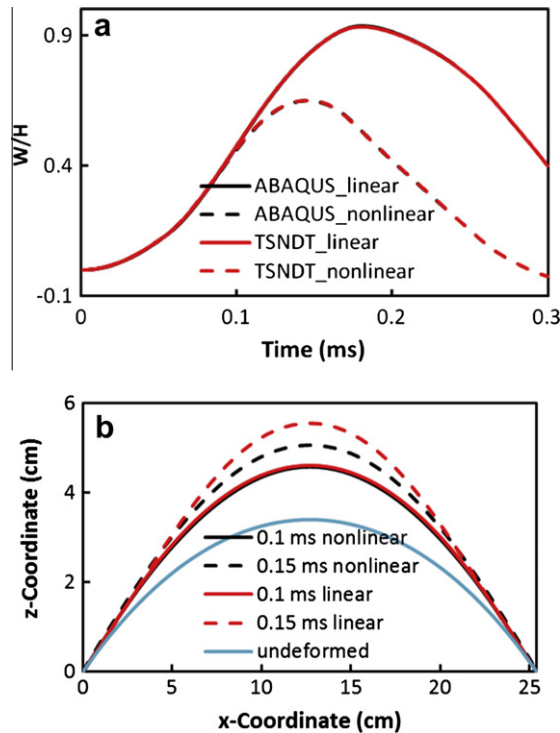 a
0.9
0.4
-0.1
W/H
ABAQUS_linear
ABAQUS_nonlinear
TSNDT_linear
TSNDT_nonlinear
0 0.1 0.2 0.3
Time (ms)
b
6
4
2
0
z-Coordinate (cm)
0.1 ms nonlinear
0.15 ms nonlinear
0.1 ms linear
0.15 ms linear
undeformed
0 5 10 15 20 25
x-Coordinate (cm)